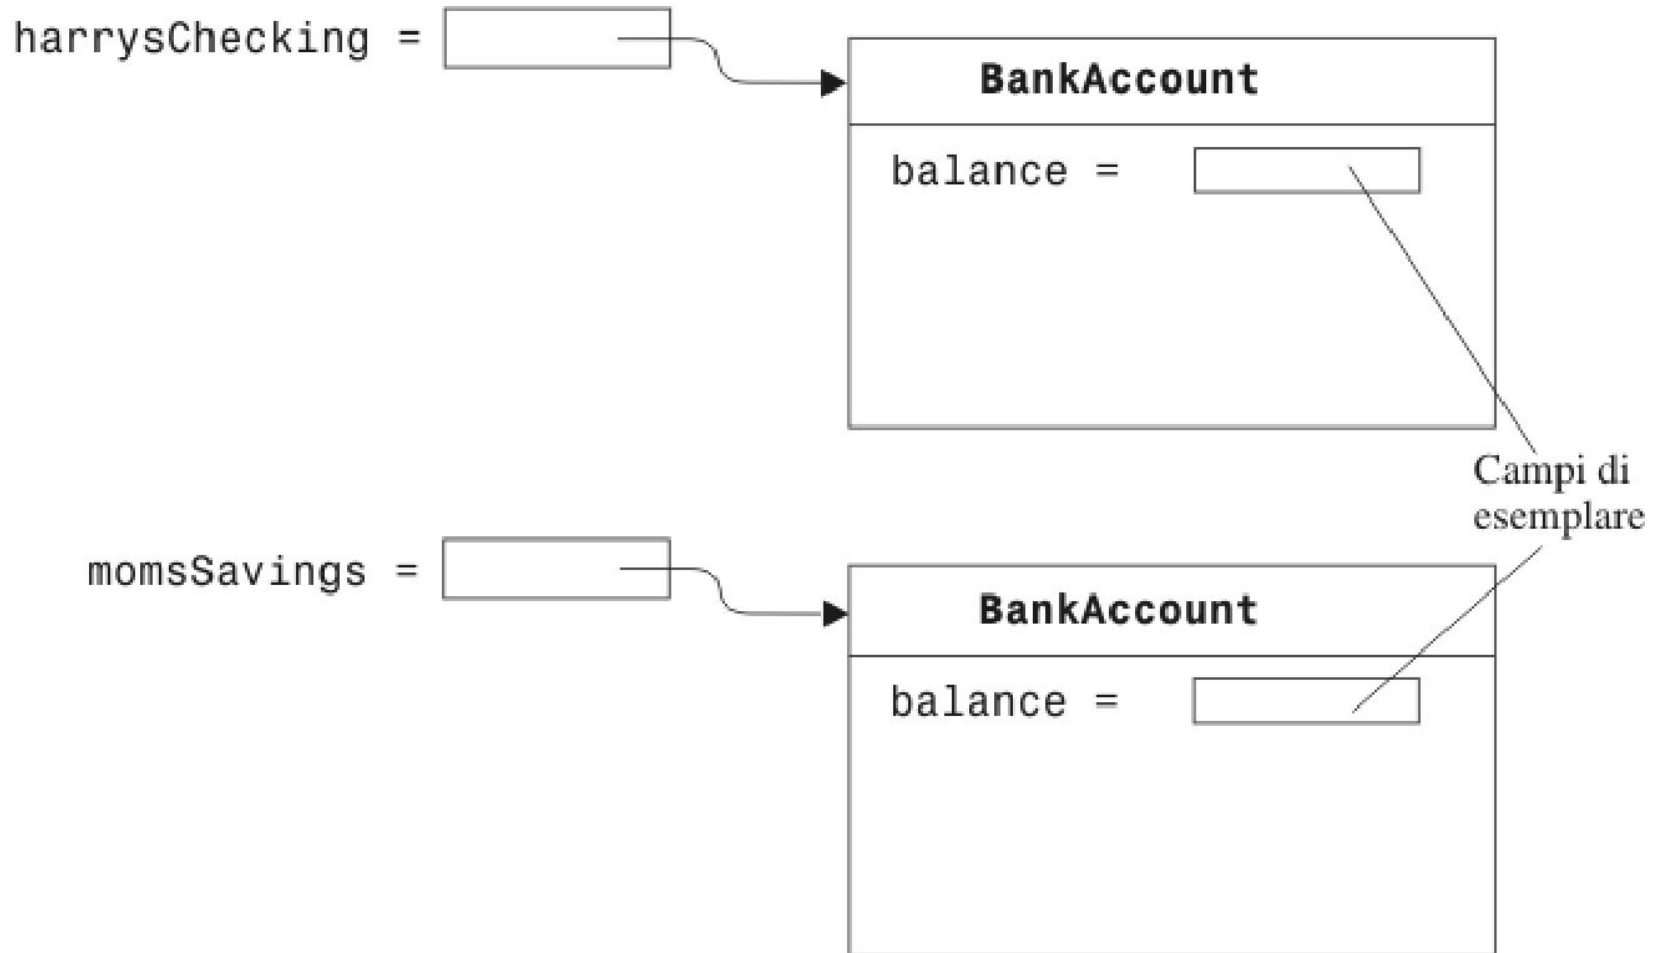 harrysChecking =
BankAccount
balance =
Campi di
esemplare
momsSavings =
BankAccount
balance =